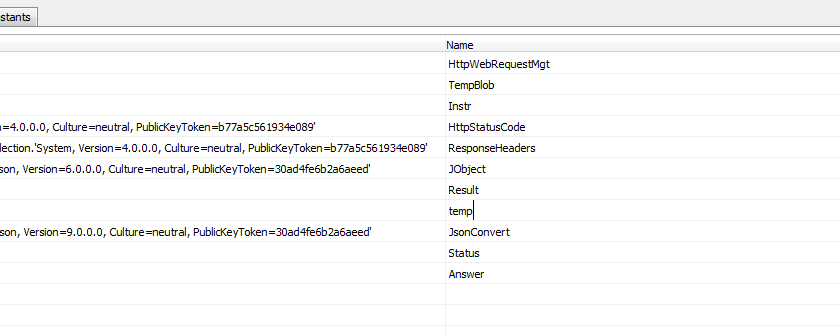 stants
Name
HttpWebRequestMgt
TempBlob
Instr
n=4.0.0.0, Culture=neutral, PublicKeyToken=b77a5c561934e089' HttpStatusCode
lection.'System, Version=4.0.0.0, Culture=neutral, PublicKeyToken=b77a5c561934e089' ResponseHeaders
son, Version=6.0.0.0, Culture=neutral, PublicKeyToken=30ad4fe6b2a6aeed' JObject
Result
temp
son, Version=9.0.0.0, Culture=neutral, PublicKeyToken=30ad4fe6b2a6aeed' JsonConvert
Status
Answer